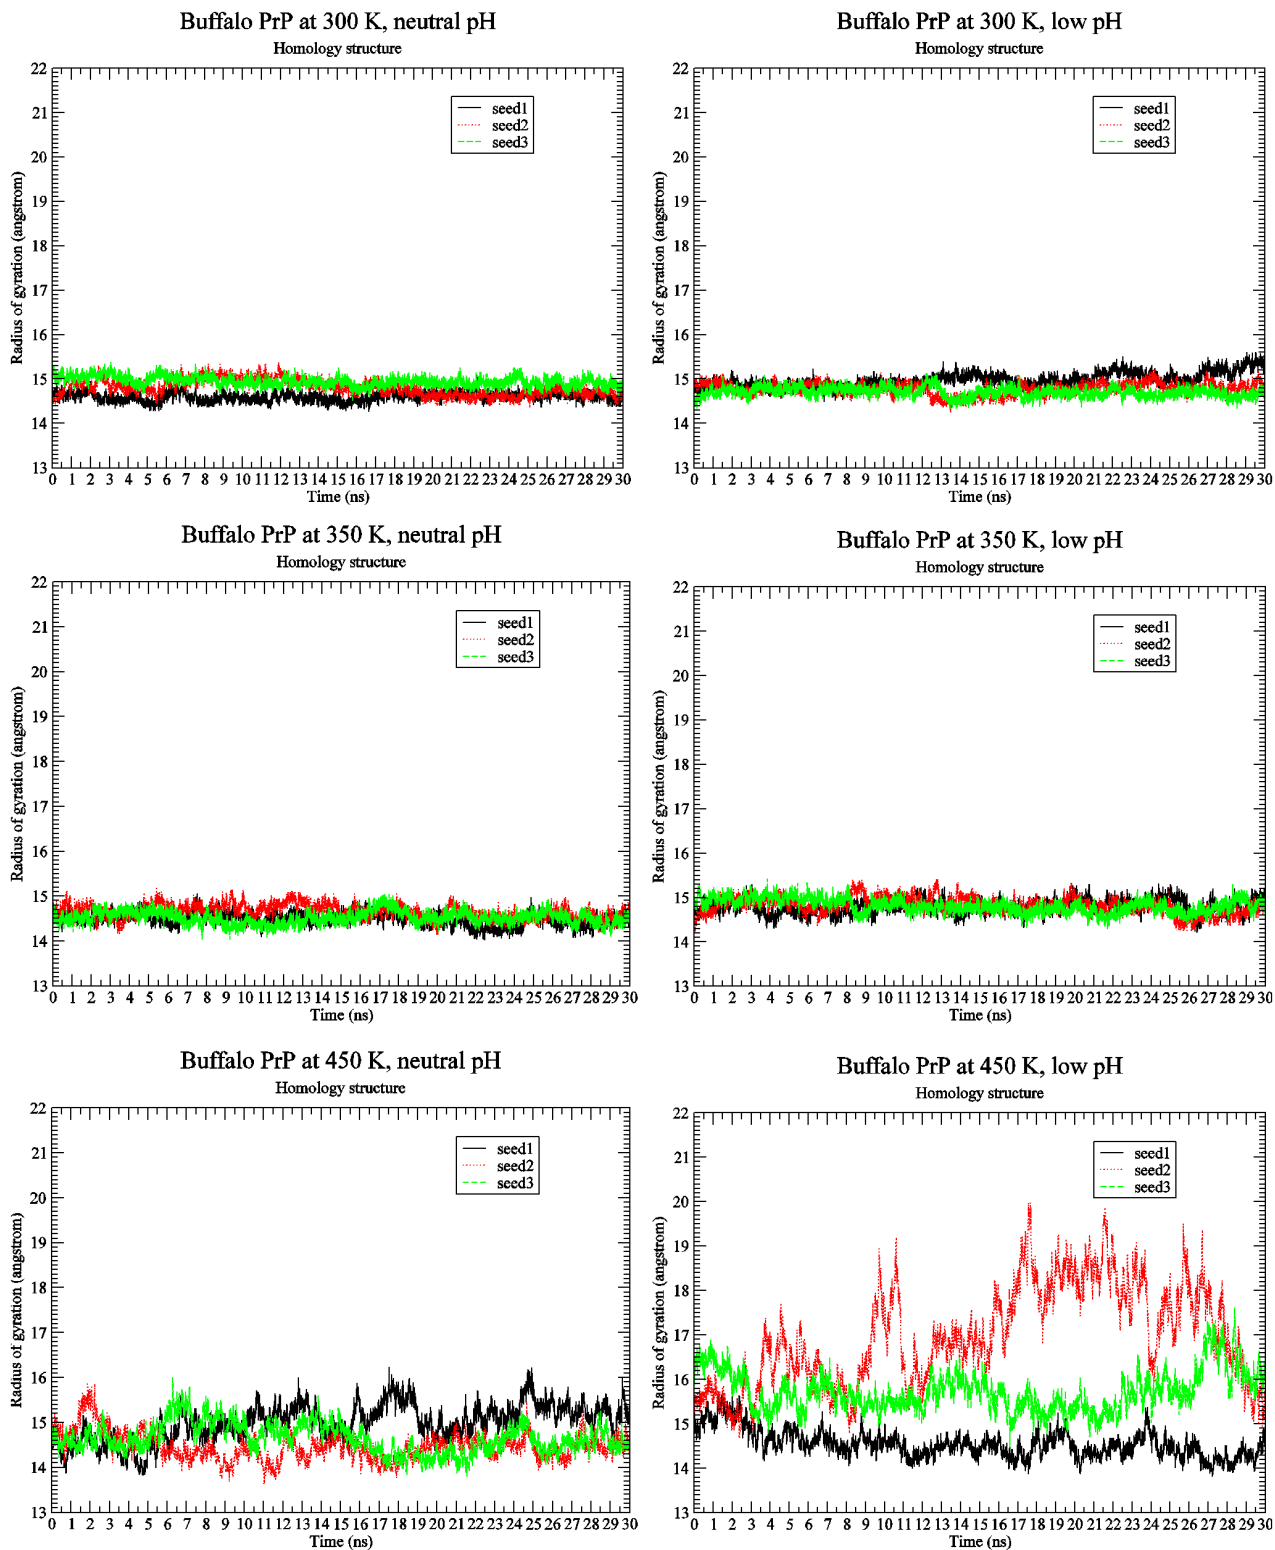 Buffalo PrP at 300 K, neutral pH
Homology structure
22
21
20
19
18
17
16
15
14
13
Radius of gyration (angstrom)
seed1
seed2
seed3
0 1 2 3 4 5 6 7 8 9 10 11 12 13 14 15 16 17 18 19 20 21 22 23 24 25 26 27 28 29 30
Time (ns)
Buffalo PrP at 300 K, low pH
Homology structure
22
21
20
19
18
17
16
15
14
13
Radius of gyration (angstrom)
seed1
seed2
seed3
0 1 2 3 4 5 6 7 8 9 10 11 12 13 14 15 16 17 18 19 20 21 22 23 24 25 26 27 28 29 30
Time (ns)
Buffalo PrP at 350 K, neutral pH
Homology structure
22
21
20
19
18
17
16
15
14
13
Radius of gyration (angstrom)
seed1
seed2
seed3
0 1 2 3 4 5 6 7 8 9 10 11 12 13 14 15 16 17 18 19 20 21 22 23 24 25 26 27 28 29 30
Time (ns)
Buffalo PrP at 350 K, low pH
Homology structure
22
21
20
19
18
17
16
15
14
13
Radius of gyration (angstrom)
seed1
seed2
seed3
0 1 2 3 4 5 6 7 8 9 10 11 12 13 14 15 16 17 18 19 20 21 22 23 24 25 26 27 28 29 30
Time (ns)
Buffalo PrP at 450 K, neutral pH
Homology structure
22
21
20
19
18
17
16
15
14
13
Radius of gyration (angstrom)
seed1
seed2
seed3
0 1 2 3 4 5 6 7 8 9 10 11 12 13 14 15 16 17 18 19 20 21 22 23 24 25 26 27 28 29 30
Time (ns)
Buffalo PrP at 450 K, low pH
Homology structure
22
21
20
19
18
17
16
15
14
13
Radius of gyration (angstrom)
seed1
seed2
seed3
0 1 2 3 4 5 6 7 8 9 10 11 12 13 14 15 16 17 18 19 20 21 22 23 24 25 26 27 28 29 30
Time (ns)